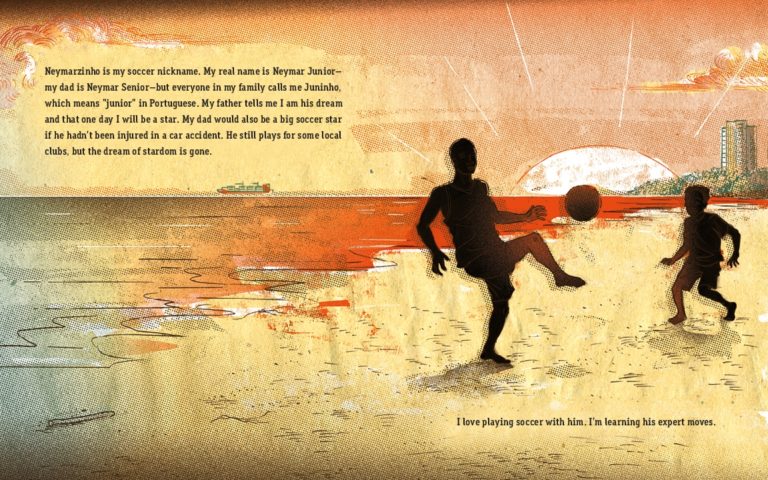 Neymarzinho is my soccer nickname. My real name is Neymar Junior—
my dad is Neymar Senior—but everyone in my family calls me Juninho,
which means "junior" in Portuguese. My father tells me I am his dream
and that one day I will be a star. My dad would also be a big soccer star
if he hadn't been injured in a car accident. He still plays for some local
clubs, but the dream of stardom is gone.
I love playing soccer with him. I'm learning his expert moves.